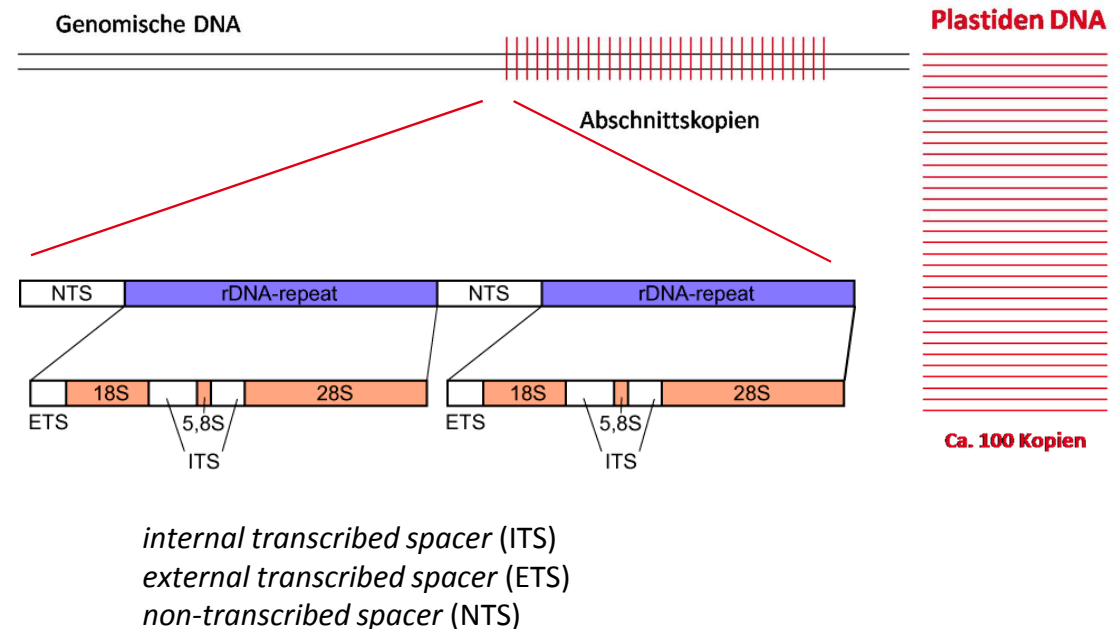 Genomische DNA
Plastiden DNA
Abschnittskopien
NTS rDNA-repeat NTS rDNA-repeat
18S 28S 18S 28S
ETS 5,8S ETS 5,8S
ITS ITS
Ca. 100 Kopien
internal transcribed spacer (ITS)
external transcribed spacer (ETS)
non-transcribed spacer (NTS)